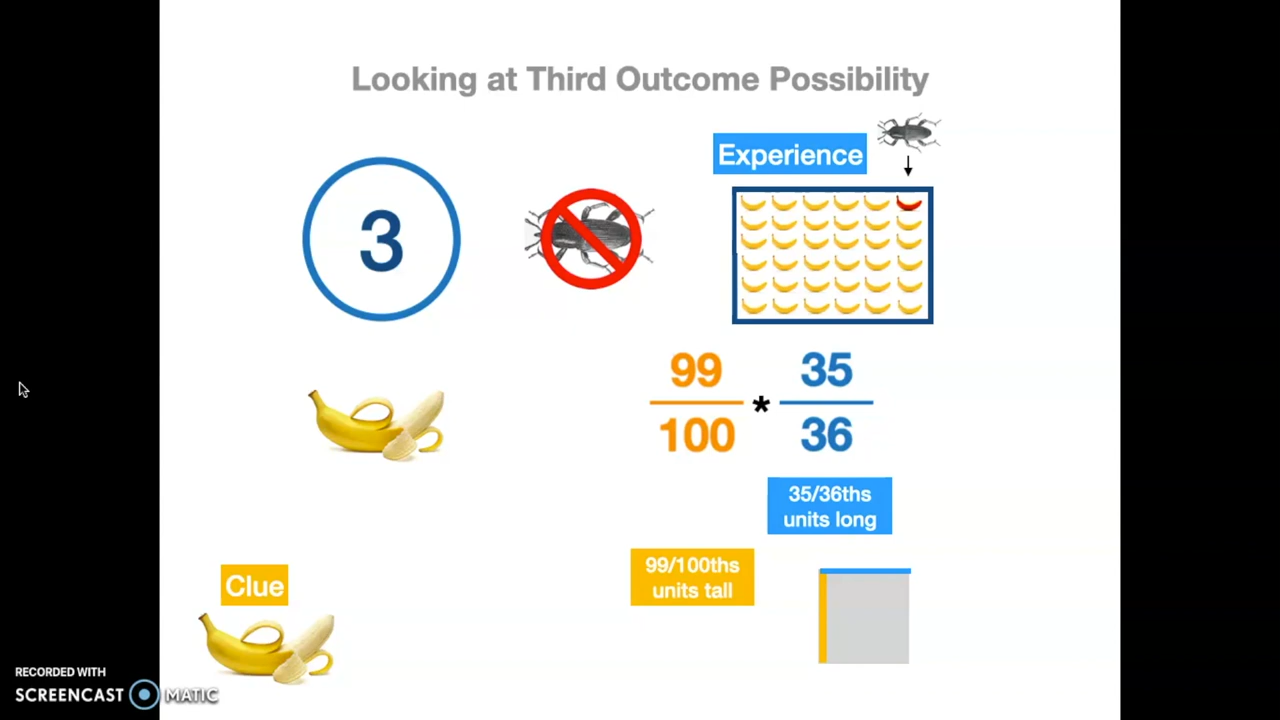 Looking at Third Outcome Possibility
Experience
3
99
100
*
35
36
35/36ths
units long
99/100ths
units tall
Clue
RECORDED WITH
SCREENCAST MATIC